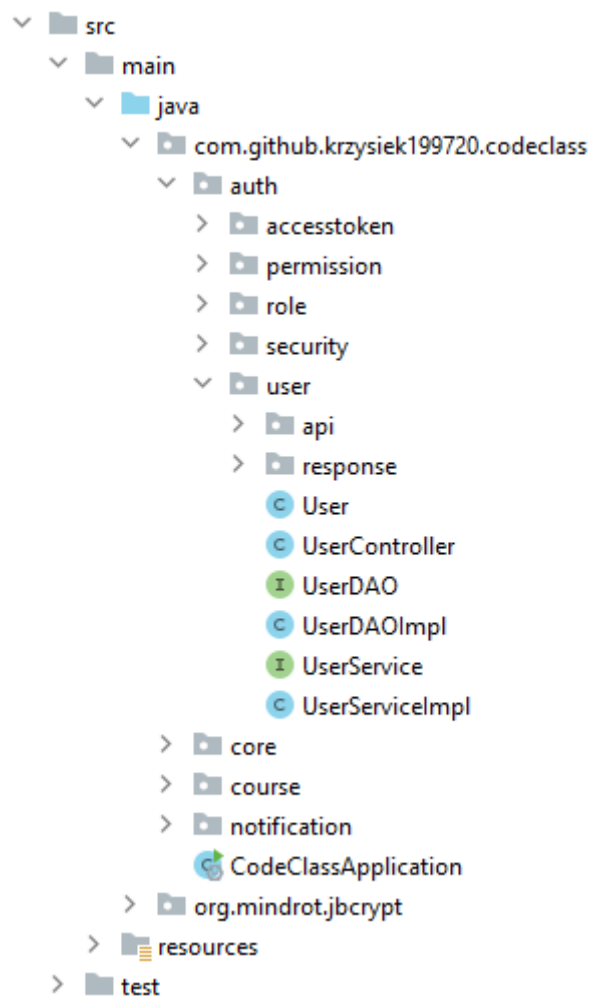 src
main
java
com.github.krzysiek199720.codeclass
auth
accesstoken
permission
role
security
user
api
response
C User
C UserController
I UserDAO
C UserDAOImpl
I UserService
C UserServiceImpl
core
course
notification
C CodeClassApplication
org.mindrot.jbcrypt
resources
test